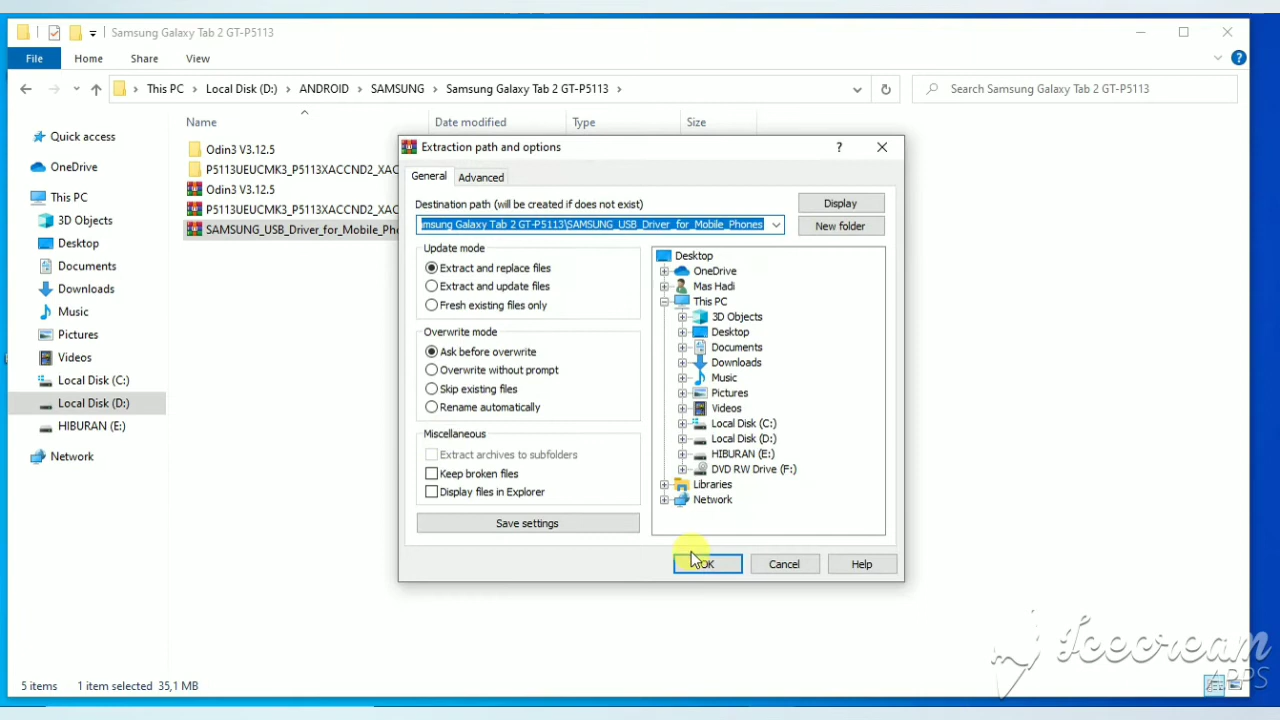 Samsung Galaxy Tab 2 GT-P5113
File Home Share View
This PC Local Disk (D:) ANDROID SAMSUNG Samsung Galaxy Tab 2 GT-P5113
Search Samsung Galaxy Tab 2 GT-P5113
Quick access
OneDrive
This PC
3D Objects
Desktop
Documents
Downloads
Music
Pictures
Videos
Local Disk (C:)
Local Disk (D:)
HIBURAN (E:)
Network
Name Date modified Type Size
Odin3 V3.12.5
P5113UEUCMK3_P5113XACCND2_XAC
Odin3 V3.12.5
P5113UEUCMK3_P5113XACCND2_XAC
SAMSUNG_USB_Driver_for_Mobile_Pho
Extraction path and options
?
General Advanced
Destination path (will be created if does not exist)
msung Galaxy Tab 2 GT-P5113\SAMSUNG_USB_Driver_for_Mobile_Phones
Display
New folder
Update mode
Extract and replace files
Extract and update files
Fresh existing files only
Overwrite mode
Ask before overwrite
Overwrite without prompt
Skip existing files
Rename automatically
Miscellaneous
Extract archives to subfolders
Keep broken files
Display files in Explorer
Save settings
Desktop
OneDrive
Mas Hadi
This PC
3D Objects
Desktop
Documents
Downloads
Music
Pictures
Videos
Local Disk (C:)
Local Disk (D:)
HIBURAN (E:)
DVD RW Drive (F:)
Libraries
Network
OK Cancel Help
5 items 1 item selected 35,1 MB
Icecream
APPS